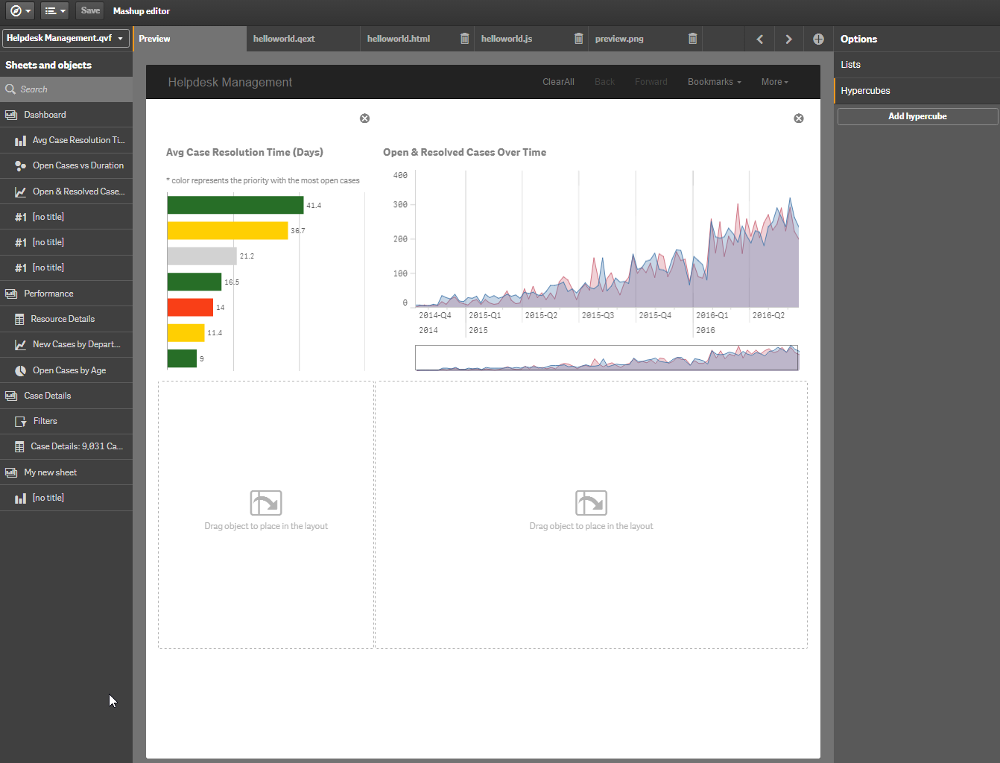 Save
Mashup editor
Helpdesk Management.qvf
Preview
helloworld.qext
helloworld.html
helloworld.js
preview.png
Options
Sheets and objects
Search
Dashboard
Avg Case Resolution Ti...
Open Cases vs Duration
Open & Resolved Case...
#1 [no title]
#1 [no title]
#1 [no title]
Performance
Resource Details
New Cases by Depart...
Open Cases by Age
Case Details
Filters
Case Details: 9,031 Ca...
My new sheet
[no title]
Helpdesk Management
ClearAll
Back
Forward
Bookmarks
More
Avg Case Resolution Time (Days)
* color represents the priority with the most open cases
41.4
36.7
21.2
16.5
14
11.4
9
Open & Resolved Cases Over Time
400
300
200
100
0
2014-Q4 2015-Q1 2015-Q2 2015-Q3 2015-Q4 2016-Q1 2016-Q2
2014 2015 2016
Drag object to place in the layout
Drag object to place in the layout
Lists
Hypercubes
Add hypercube